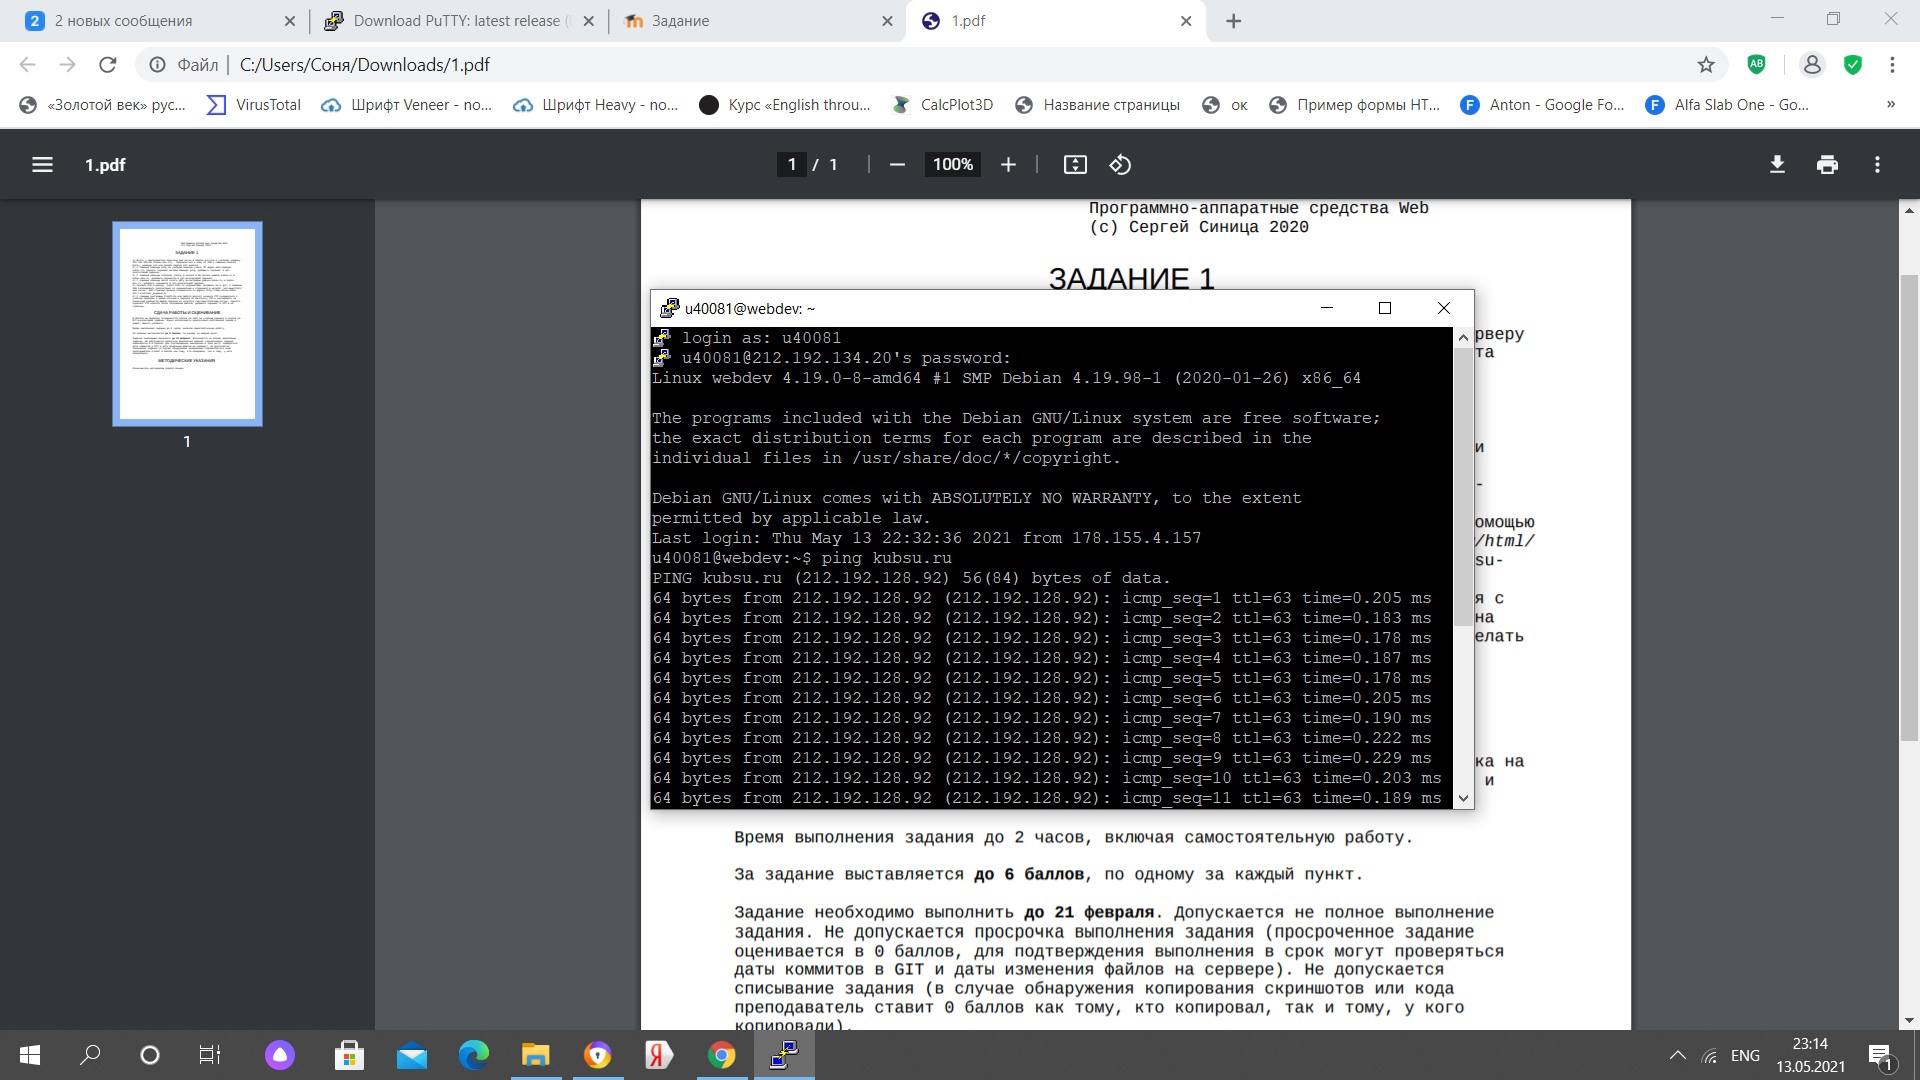 2 2 новых сообщения
Download PuTTY: latest release (
Задание
1.pdf
Файл C:/Users/Соня/Downloads/1.pdf
AB
«Золотой век» рус...
VirusTotal
Шрифт Veneer - по...
Шрифт Heavy - по...
Курс «English throu...
CalcPlot3D
Название страницы
ок
Пример формы HT...
Anton - Google Fo...
Alfa Slab One - Go...
»
1.pdf
1 / 1
100%
1
Программно-аппаратные средства Web
(с) Сергей Синица 2020
ЗАДАНИЕ 1
рверу
та
и
-
омощью
/html/
su-
я с
на
елать
ка на
и
u40081@webdev: ~
login as: u40081
u40081@212.192.134.20's password:
Linux webdev 4.19.0-8-amd64 #1 SMP Debian 4.19.98-1 (2020-01-26) x86_64
The programs included with the Debian GNU/Linux system are free software;
the exact distribution terms for each program are described in the
individual files in /usr/share/doc/*/copyright.
Debian GNU/Linux comes with ABSOLUTELY NO WARRANTY, to the extent
permitted by applicable law.
Last login: Thu May 13 22:32:36 2021 from 178.155.4.157
u40081@webdev:~$ ping kubsu.ru
PING kubsu.ru (212.192.128.92) 56(84) bytes of data.
64 bytes from 212.192.128.92 (212.192.128.92): icmp_seq=1 ttl=63 time=0.205 ms
64 bytes from 212.192.128.92 (212.192.128.92): icmp_seq=2 ttl=63 time=0.183 ms
64 bytes from 212.192.128.92 (212.192.128.92): icmp_seq=3 ttl=63 time=0.178 ms
64 bytes from 212.192.128.92 (212.192.128.92): icmp_seq=4 ttl=63 time=0.187 ms
64 bytes from 212.192.128.92 (212.192.128.92): icmp_seq=5 ttl=63 time=0.178 ms
64 bytes from 212.192.128.92 (212.192.128.92): icmp_seq=6 ttl=63 time=0.205 ms
64 bytes from 212.192.128.92 (212.192.128.92): icmp_seq=7 ttl=63 time=0.190 ms
64 bytes from 212.192.128.92 (212.192.128.92): icmp_seq=8 ttl=63 time=0.222 ms
64 bytes from 212.192.128.92 (212.192.128.92): icmp_seq=9 ttl=63 time=0.229 ms
64 bytes from 212.192.128.92 (212.192.128.92): icmp_seq=10 ttl=63 time=0.203 ms
64 bytes from 212.192.128.92 (212.192.128.92): icmp_seq=11 ttl=63 time=0.189 ms
Время выполнения задания до 2 часов, включая самостоятельную работу.
За задание выставляется до 6 баллов, по одному за каждый пункт.
Задание необходимо выполнить до 21 февраля. Допускается не полное выполнение
задания. Не допускается просрочка выполнения задания (просроченное задание
оценивается в 0 баллов, для подтверждения выполнения в срок могут проверяться
даты коммитов в GIT и даты изменения файлов на сервере). Не допускается
списывание задания (в случае обнаружения копирования скриншотов или кода
преподаватель ставит 0 баллов как тому, кто копировал, так и тому, у кого
копировали).
Я
ENG
23:14
13.05.2021
1